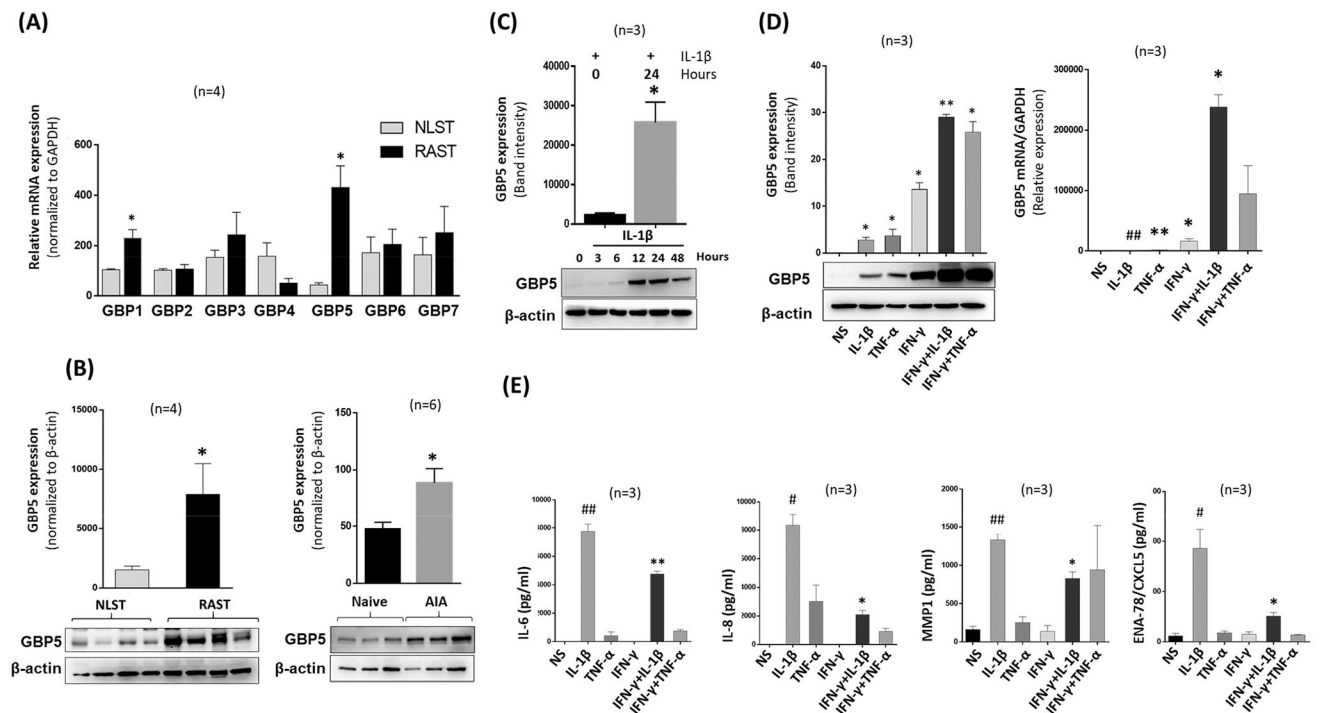 (A)
(n=4)
NLST
RAST
Relative mRNA expression
(normalized to GAPDH)
600
400
200
0
GBP1 GBP2 GBP3 GBP4 GBP5 GBP6 GBP7
*
*
(B)
(n=4)
GBP5 expression
(normalized to β-actin)
15000
10000
5000
0
*
NLST RAST
GBP5
β-actin
(n=6)
GBP5 expression
(normalized to β-actin)
150
100
50
0
*
Naive AIA
GBP5
β-actin
(C)
(n=3)
+ + IL-1β
0 24 Hours
*
GBP5 expression
(Band intensity)
40000
30000
20000
10000
0
IL-1β
0 3 6 12 24 48 Hours
GBP5
β-actin
(D)
(n=3)
GBP5 expression
(Band intensity)
40
30
20
10
0
* * * ** *
GBP5
β-actin
NS IL-1β TNF-α IFN-γ IFN-γ+IL-1β IFN-γ+TNF-α
(n=3)
GBP5 mRNA/GAPDH
(Relative expression)
300000
200000
100000
0
## ** * *
NS IL-1β TNF-α IFN-γ IFN-γ+IL-1β IFN-γ+TNF-α
(E)
(n=3)
IL-6 (pg/ml)
## **
NS IL-1β TNF-α IFN-γ IFN-γ+IL-1β IFN-γ+TNF-α
(n=3)
IL-8 (pg/ml)
# *
NS IL-1β TNF-α IFN-γ IFN-γ+IL-1β IFN-γ+TNF-α
(n=3)
MMP1
(pg/ml)
2000
1500
1000
500
0
## *
NS IL-1β TNF-α IFN-γ IFN-γ+IL-1β IFN-γ+TNF-α
(n=3)
ENA-78/CXCL5 (pg/ml)
# *
NS IL-1β TNF-α IFN-γ IFN-γ+IL-1β IFN-γ+TNF-α